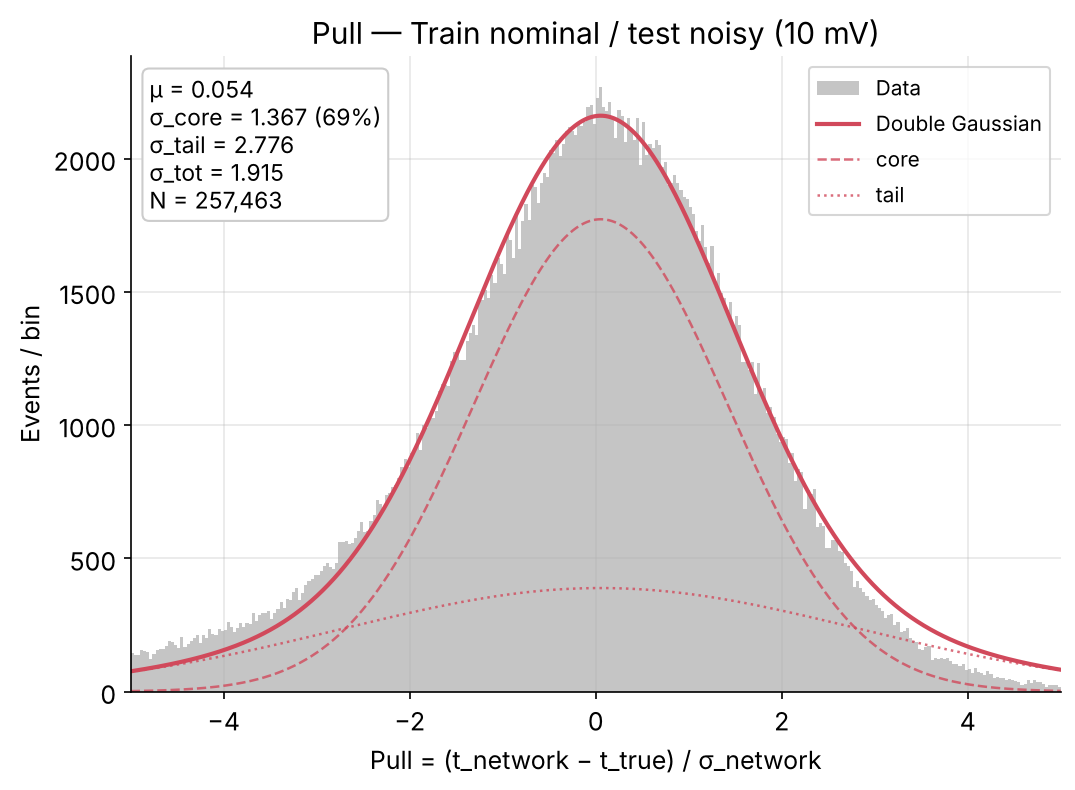 Pull — Train nominal / test noisy (10 mV)
μ = 0.054
σ_core = 1.367 (69%)
σ_tail = 2.776
σ_tot = 1.915
N = 257,463
Data
Double Gaussian
core
tail
Events / bin
2000
1500
1000
500
0
−4
−2
0
2
4
Pull = (t_network − t_true) / σ_network